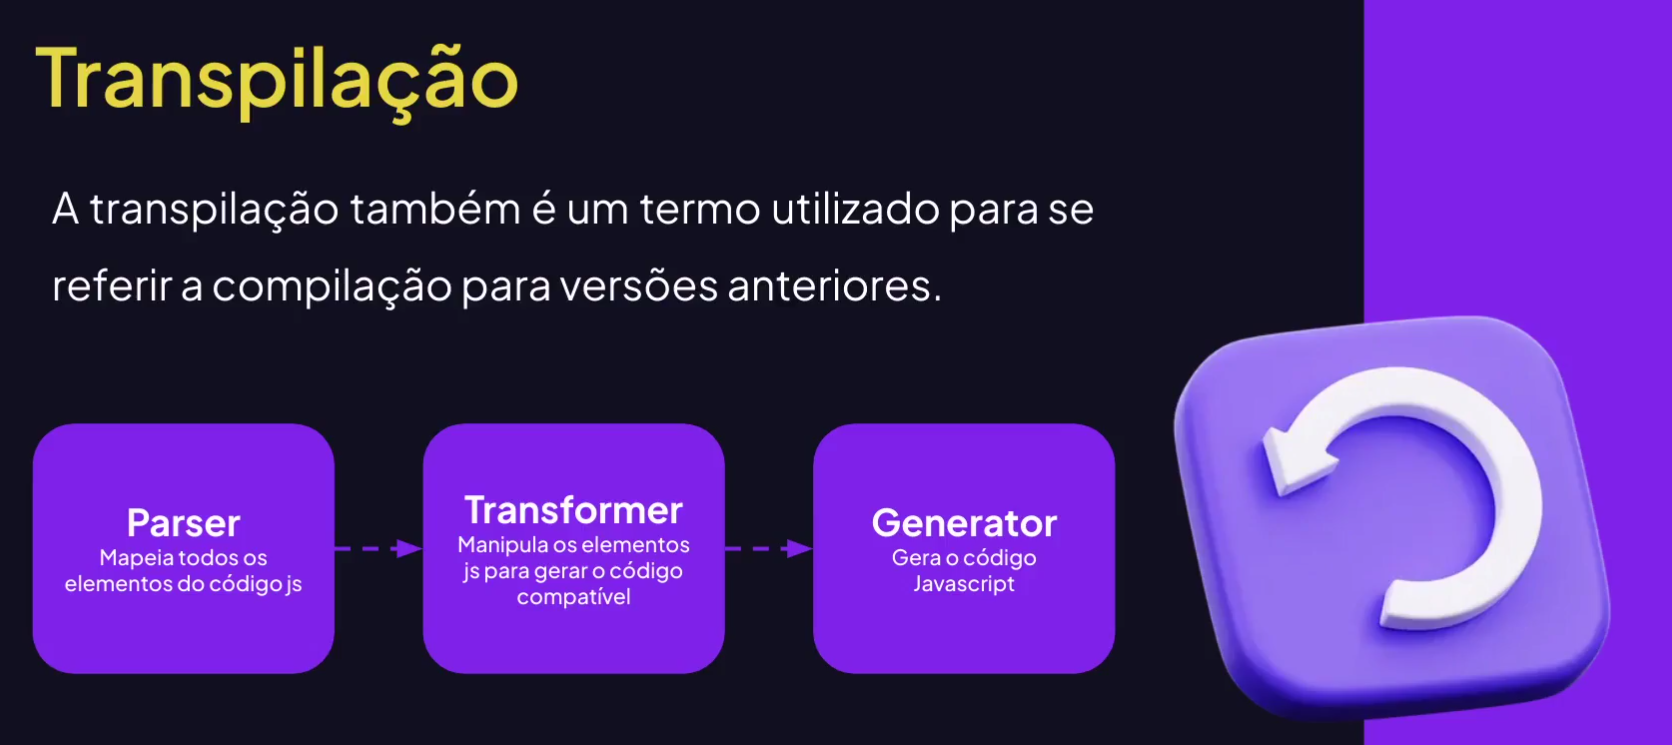 Transpilação
A transpilação também é um termo utilizado para se
referir a compilação para versões anteriores.
Parser
Mapeia todos os
elementos do código js
Transformer
Manipula os elementos
js para gerar o código
compatível
Generator
Gera o código
Javascript